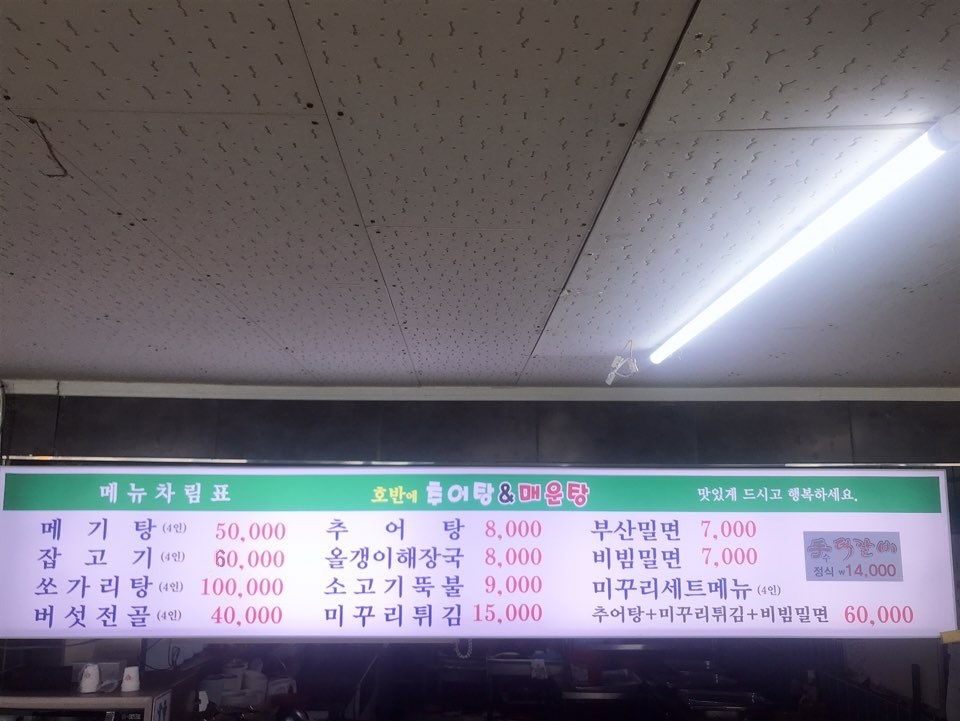 메뉴차림표
호반에 추어탕&매운탕
맛있게 드시고 행복하세요.
메기탕 (4인) 50,000
잡고기 (4인) 60,000
쏘가리탕 (4인) 100,000
버섯전골 (4인) 40,000
추어탕 8,000
올갱이해장국 8,000
소고기뚝불 9,000
미꾸리튀김 15,000
부산밀면 7,000
비빔밀면 7,000
미꾸리세트메뉴 (4인)
추어탕+미꾸리튀김+비빔밀면 60,000
정식 ₩14,000